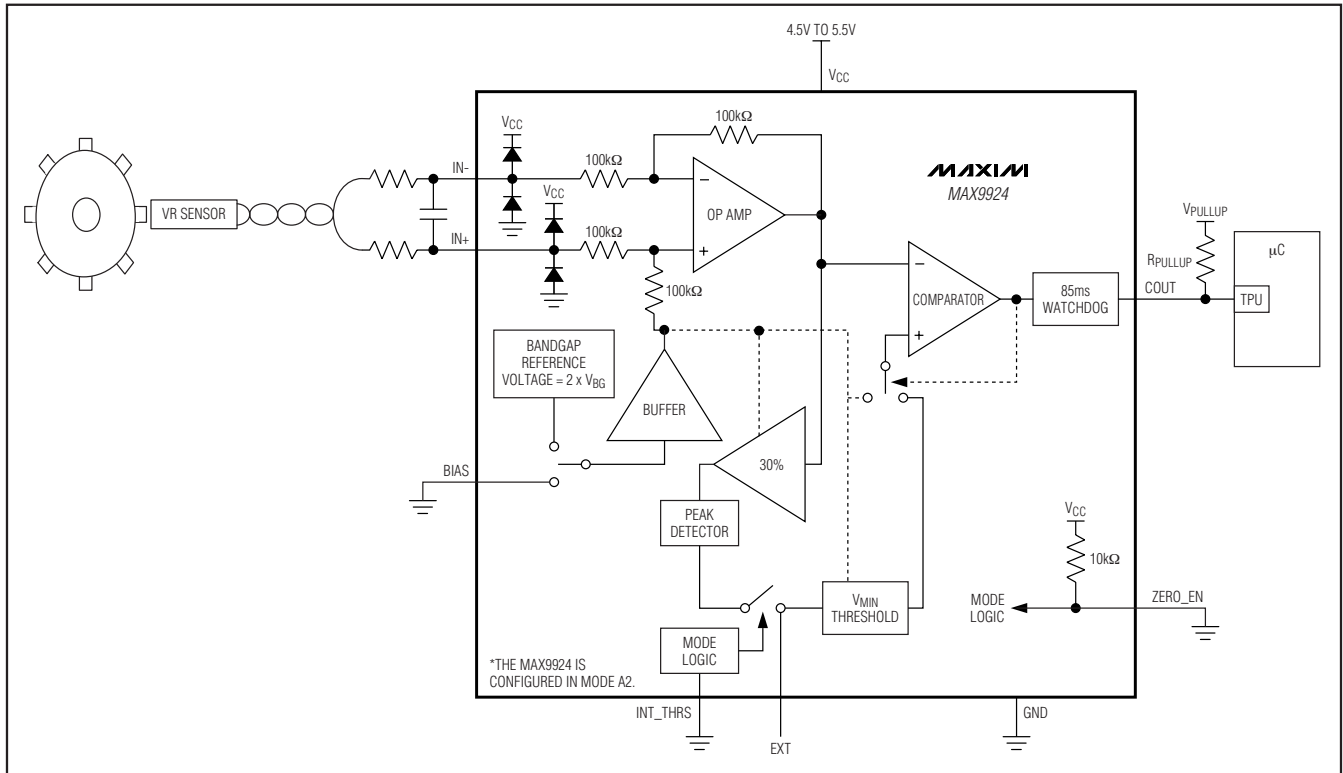 4.5V TO 5.5V
VCC
VCC
100kΩ
100kΩ
IN-
VCC
OP AMP
MAXIM
MAX9924
VR SENSOR
IN+
100kΩ
100kΩ
VPULLUP
RPULLUP
µC
COMPARATOR
85ms
WATCHDOG
COUT
TPU
BANDGAP
REFERENCE
VOLTAGE = 2 x VBG
BUFFER
30%
BIAS
PEAK
DETECTOR
VCC
10kΩ
ZERO_EN
MODE
LOGIC
VMIN
THRESHOLD
MODE
LOGIC
*THE MAX9924 IS
CONFIGURED IN MODE A2.
INT_THRS
EXT
GND